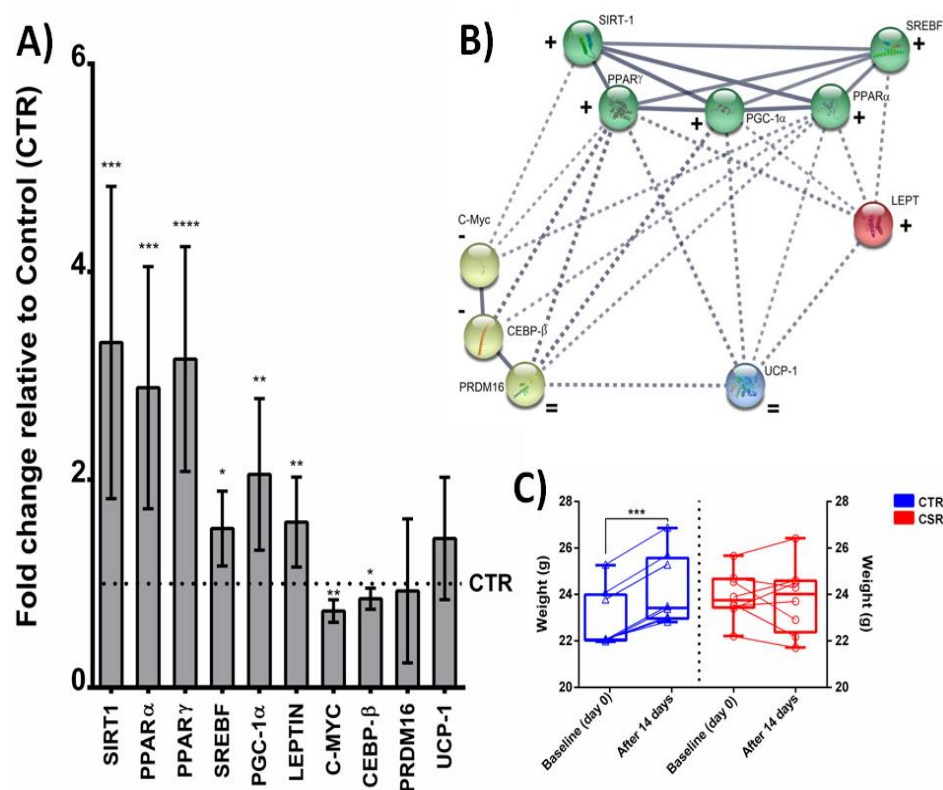 A)
Fold change relative to Control (CTR)
6
4
2
0
***
***
****
*
**
**
**
*
CTR
SIRT1
PPARα
PPARγ
SREBF
PGC-1α
LEPTIN
C-MYC
CEBP-β
PRDM16
UCP-1
B)
SIRT-1
+
SREBF
+
PPARγ
+
PGC-1α
+
PPARα
+
LEPT
+
C-Myc
-
CEBP-β
-
PRDM16
=
UCP-1
=
C)
CTR
CSR
Weight (g)
28
26
24
22
20
***
28
26
24
22
20
Weight (g)
Baseline (day 0)
After 14 days
Baseline (day 0)
After 14 days